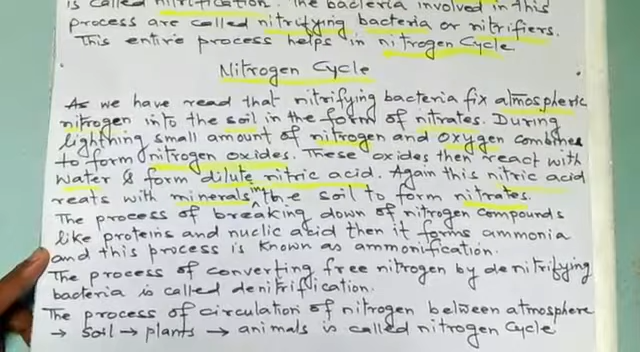 is called nitrification. The bacteria involved in this
process are called nitrifying bacteria or nitrifiers.
This entire process helps in nitrogen Cycle
Nitrogen Cycle
As we have read that nitrifying bacteria fix atmospheric
nitrogen into the soil in the form of nitrates. During
lightning small amount of nitrogen and oxygen combines
to form nitrogen oxides. These oxides then react with
water & form dilute nitric acid. Again this nitric acid
reats with minerals in the soil to form nitrates.
The process of breaking down of nitrogen compounds
like proteins and nuclic acid then it forms ammonia
and this process is known as ammonification.
The process of converting free nitrogen by denitrifying
bacteria is called denitrifiication.
The process of circulation of nitrogen between atmosphere
→ soil → plants → animals is called nitrogen Cycle